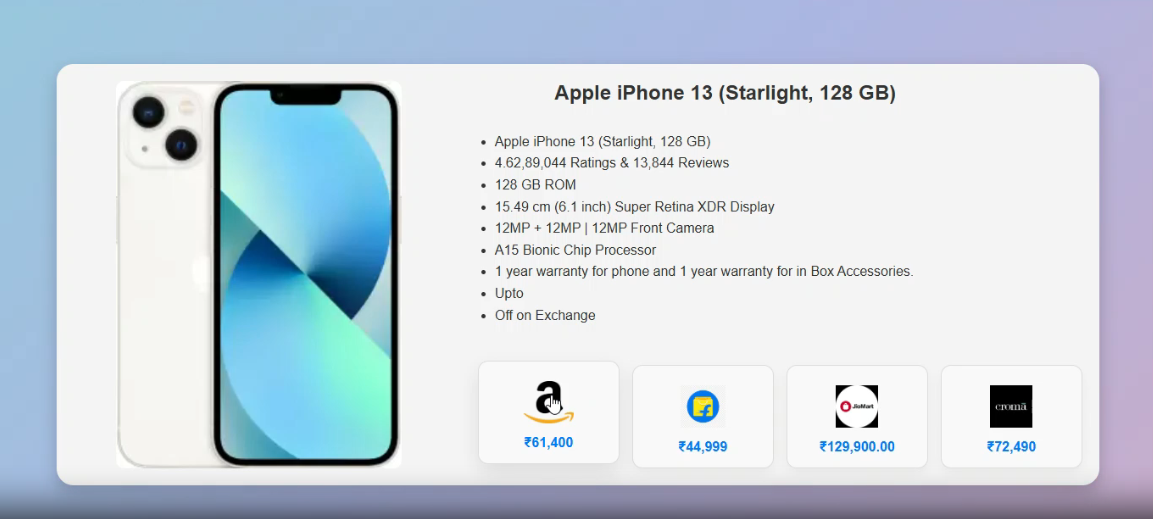 Apple iPhone 13 (Starlight, 128 GB)
Apple iPhone 13 (Starlight, 128 GB)
4.62,89,044 Ratings & 13,844 Reviews
128 GB ROM
15.49 cm (6.1 inch) Super Retina XDR Display
12MP + 12MP | 12MP Front Camera
A15 Bionic Chip Processor
1 year warranty for phone and 1 year warranty for in Box Accessories.
Upto
Off on Exchange
a
f
JioMart
cromā
₹61,400
₹44,999
₹129,900.00
₹72,490